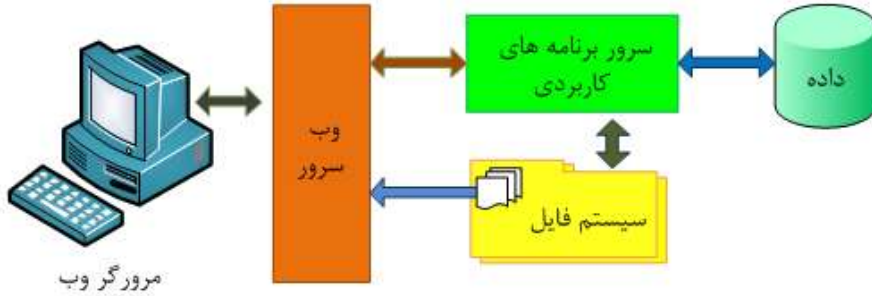 سرور برنامه های
کاربردی
داده
وب
سرور
سیستم فایل
مرورگر وب